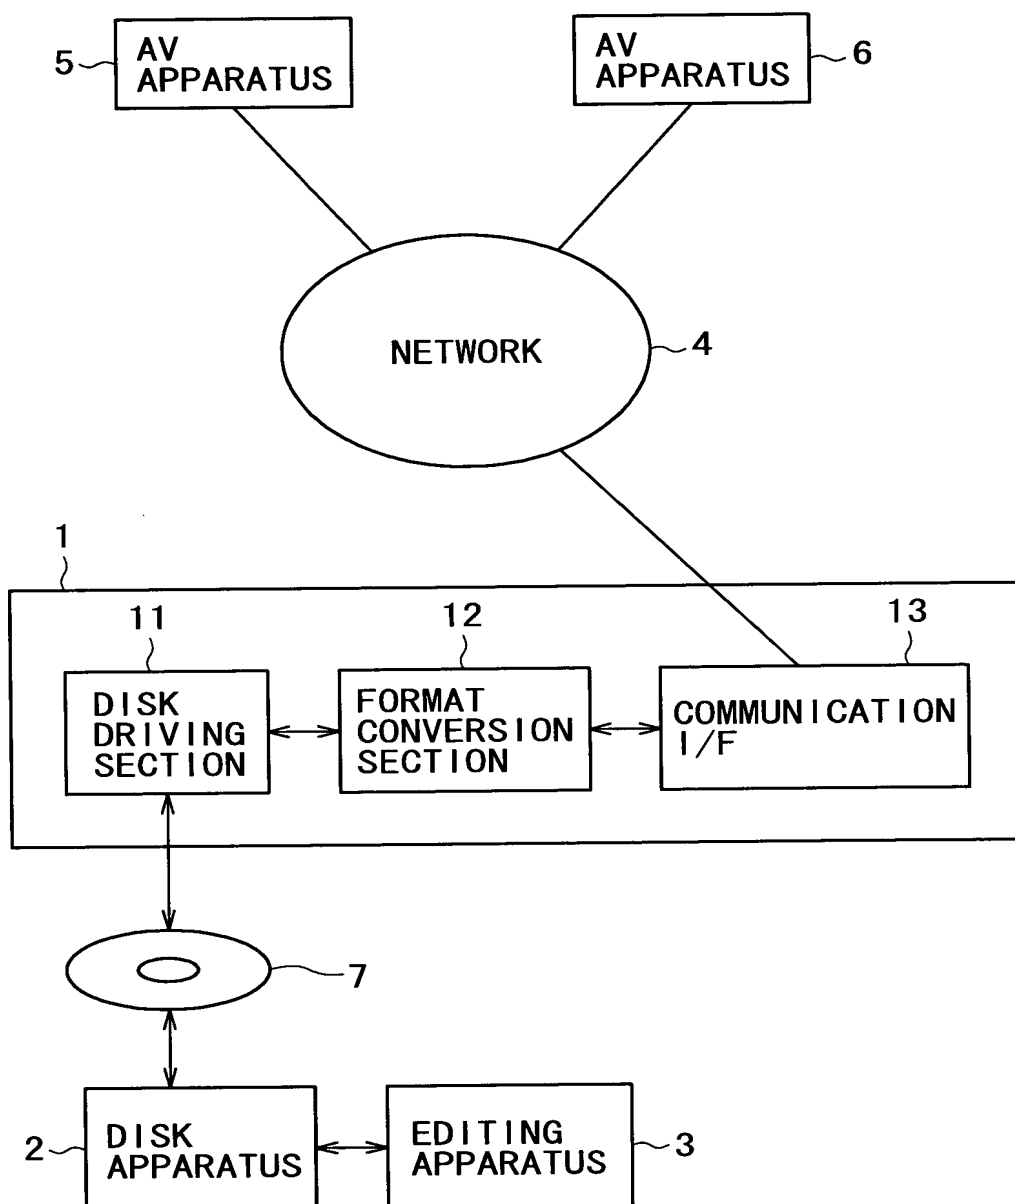 5
AV
APPARATUS
AV
APPARATUS
6
NETWORK
4
1
11
12
13
DISK
DRIVING
SECTION
FORMAT
CONVERSION
SECTION
COMMUNICATION
I/F
7
2
DISK
APPARATUS
EDITING
APPARATUS
3